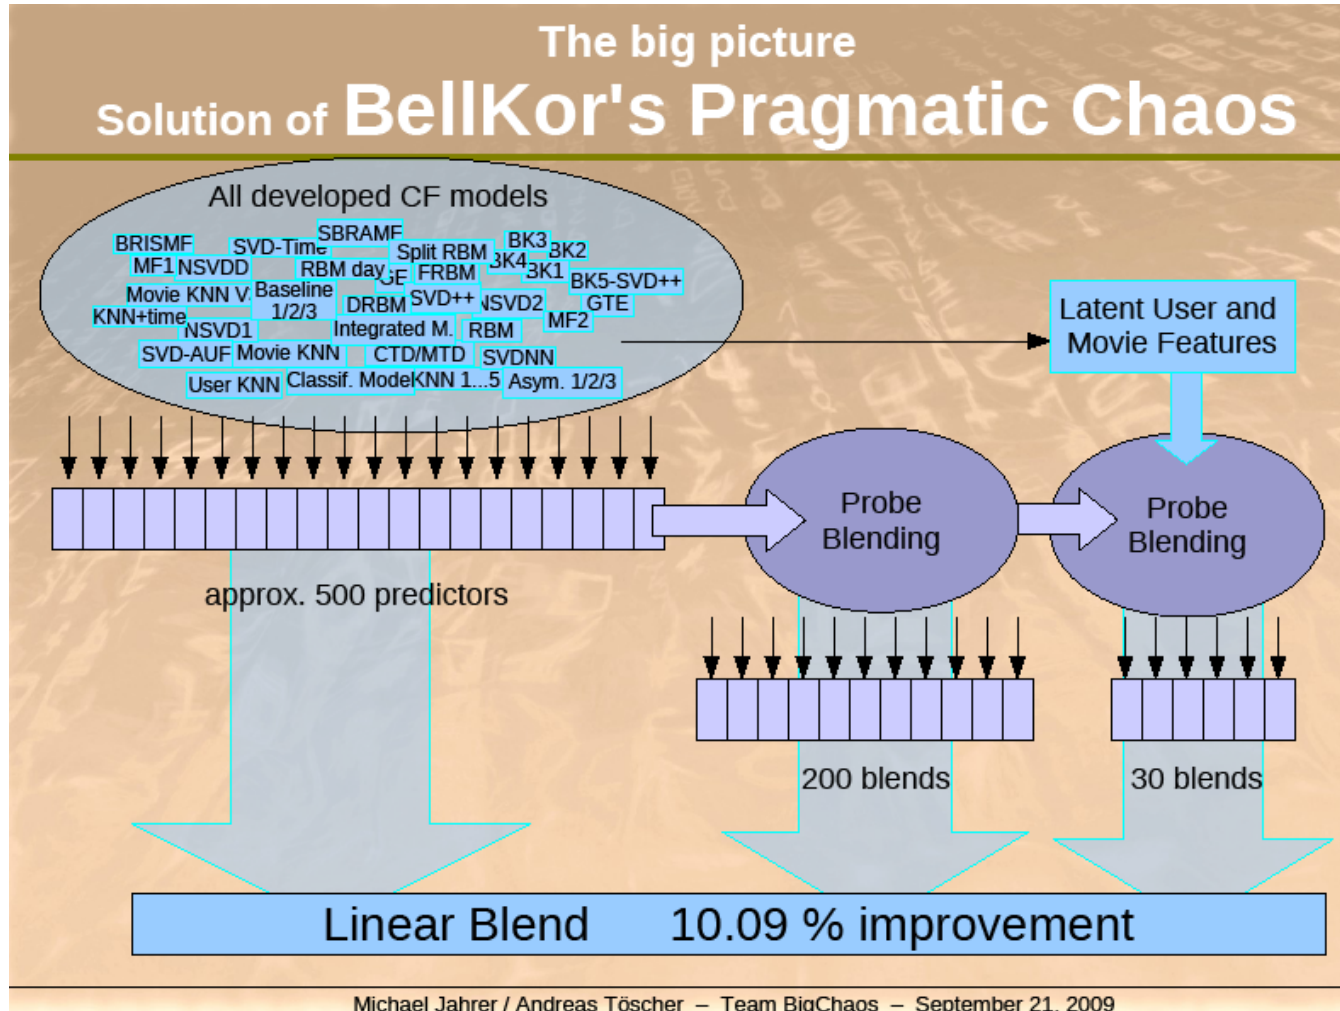 The big picture
Solution of BellKor's Pragmatic Chaos
All developed CF models
SBRAMF
BRISMF
SVD-Time
Split RBM
BK3
BK2
MF1
NSVDD
RBM day
FRBM
BK4
BK1
BK5-SVD++
Movie KNN V
Baseline
1/2/3
DRBM
SVD++
NSVD2
GTE
KNN+time
NSVD1
Integrated M.
RBM
MF2
SVD-AUF
Movie KNN
CTD/MTD
SVDNN
User KNN
Classif. Model
KNN 1...5
Asym. 1/2/3
Latent User and
Movie Features
Probe
Blending
Probe
Blending
approx. 500 predictors
200 blends
30 blends
Linear Blend 10.09 % improvement
Michael Jahrer / Andreas Töscher – Team BigChaos – September 21, 2009